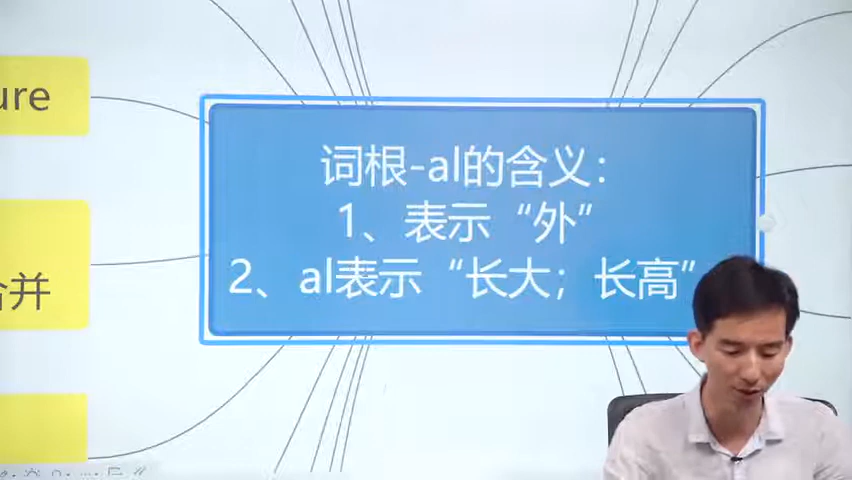 ure
词根-al的含义：
1、表示“外”
2、al表示“长大；长高”
合并